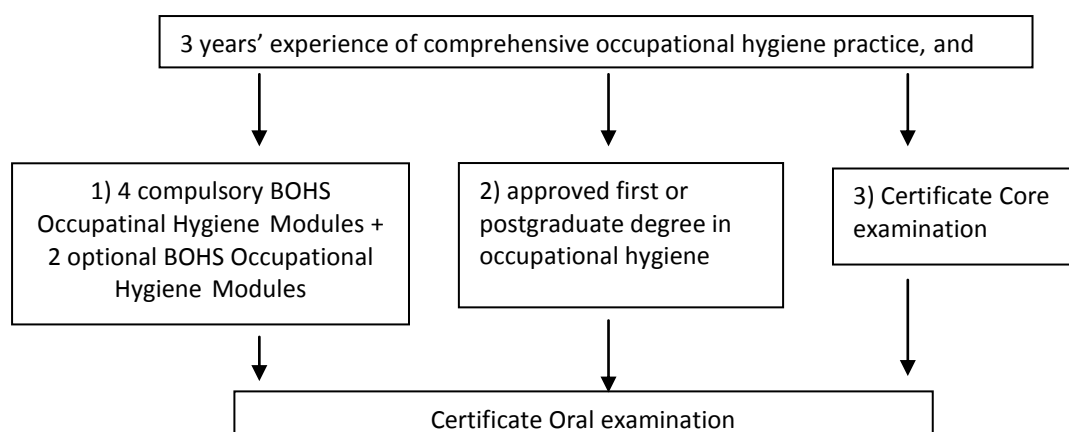 3 years’ experience of comprehensive occupational hygiene practice, and
1) 4 compulsory BOHS
Occupatinal Hygiene Modules +
2 optional BOHS Occupational
Hygiene Modules
2) approved first or
postgraduate degree in
occupational hygiene
3) Certificate Core
examination
Certificate Oral examination